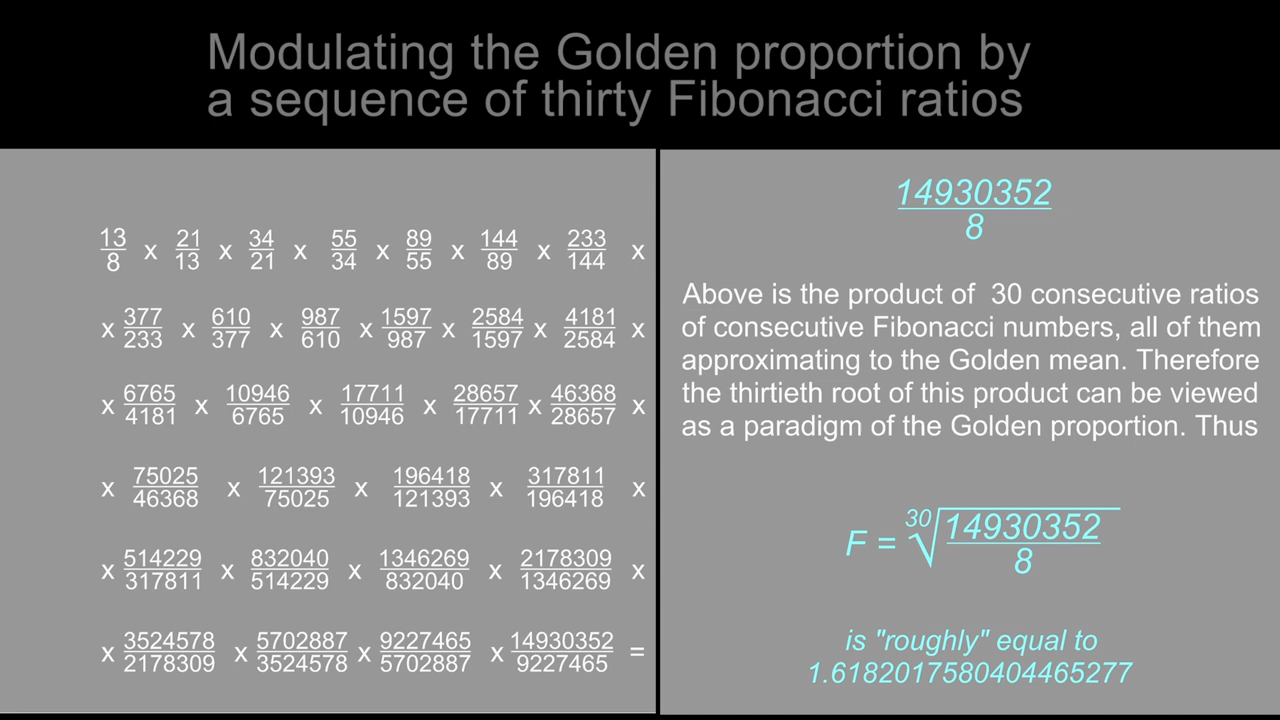 Modulating the Golden proportion by
a sequence of thirty Fibonacci ratios
13/8 x 21/13 x 34/21 x 55/34 x 89/55 x 144/89 x 233/144 x
x 377/233 x 610/377 x 987/610 x 1597/987 x 2584/1597 x 4181/2584 x
x 6765/4181 x 10946/6765 x 17711/10946 x 28657/17711 x 46368/28657 x
x 75025/46368 x 121393/75025 x 196418/121393 x 317811/196418 x
x 514229/317811 x 832040/514229 x 1346269/832040 x 2178309/1346269 x
x 3524578/2178309 x 5702887/3524578 x 9227465/5702887 x 14930352/9227465 =
14930352/8
Above is the product of 30 consecutive ratios
of consecutive Fibonacci numbers, all of them
approximating to the Golden mean. Therefore
the thirtieth root of this product can be viewed
as a paradigm of the Golden proportion. Thus
F = 30√14930352/8
is "roughly" equal to
1.6182017580404465277